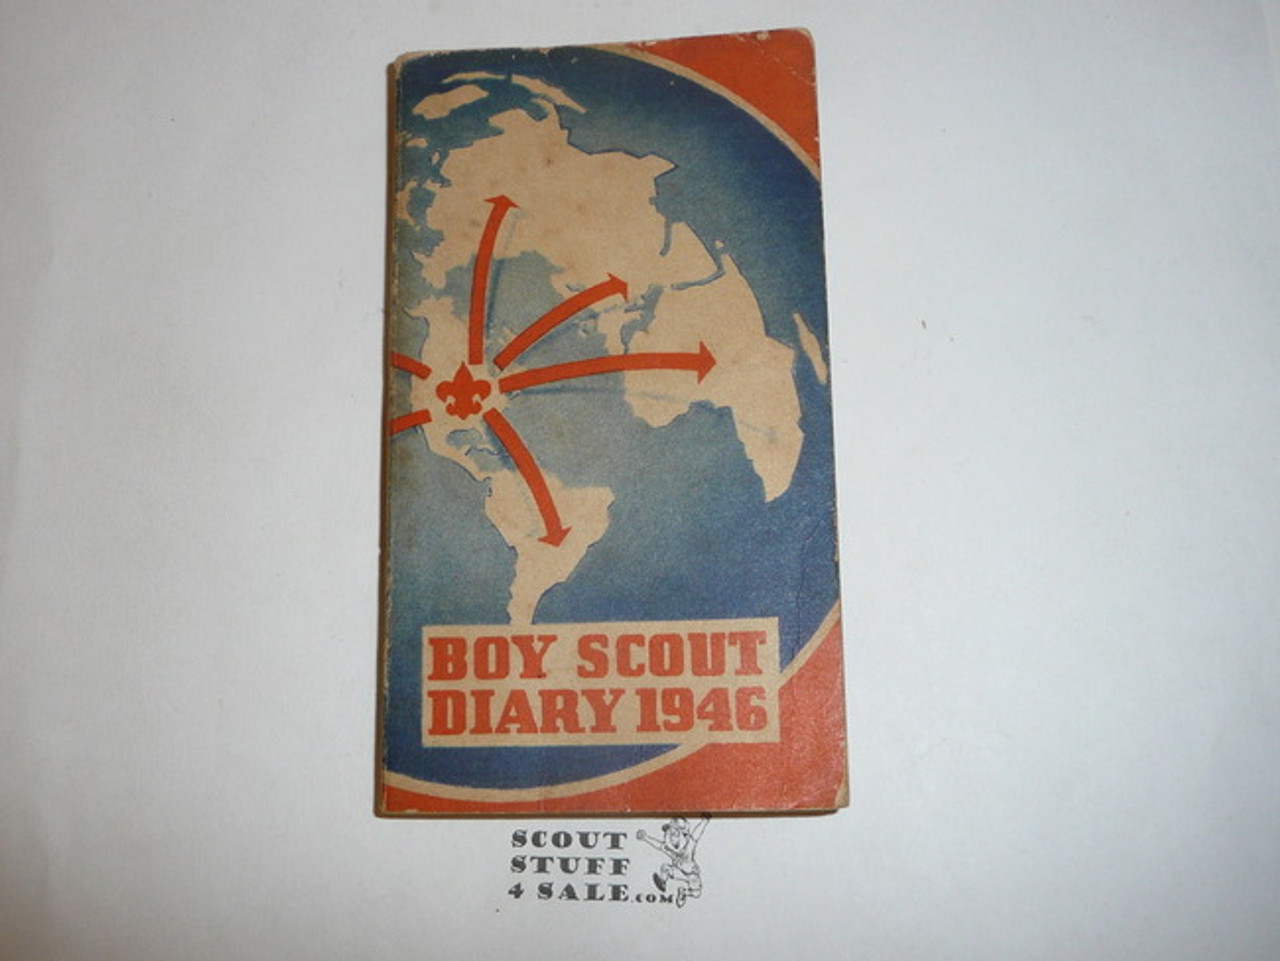 BOY SCOUT
DIARY 1946
SCOUT
STUFF
4 SALE.COM